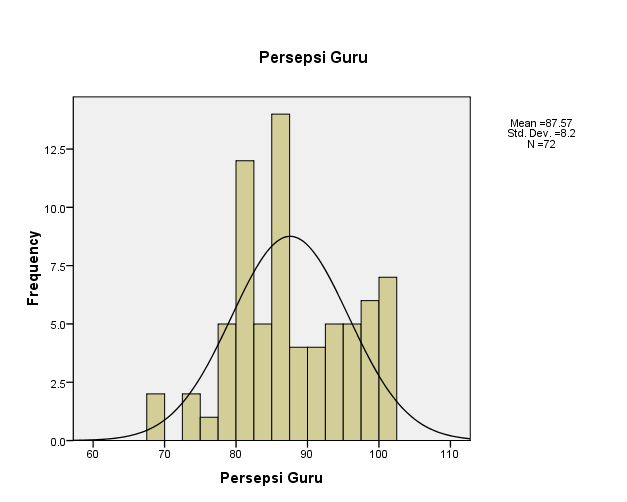 Persepsi Guru
Mean =87.57
Std. Dev. =8.2
N =72
Frequency
12.5
10.0
7.5
5.0
2.5
0.0
60 70 80 90 100 110
Persepsi Guru